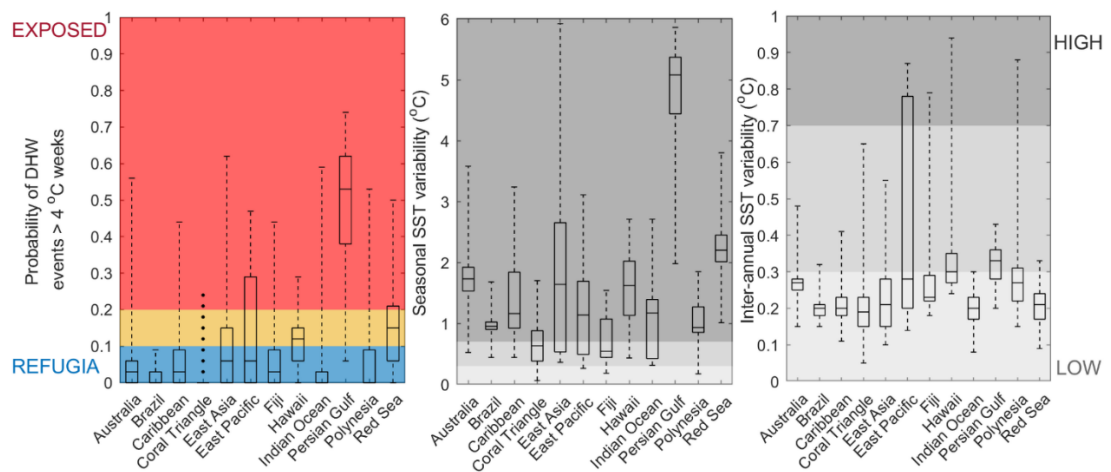 EXPOSED
REFUGIA
Probability of DHW
events > 4 °C weeks
1
0.9
0.8
0.7
0.6
0.5
0.4
0.3
0.2
0.1
0
Australia
Brazil
Caribbean
Coral Triangle
East Asia
East Pacific
Fiji
Hawaii
Indian Ocean
Persian Gulf
Polynesia
Red Sea
Seasonal SST variability (°C)
6
5
4
3
2
1
0
Australia
Brazil
Caribbean
Coral Triangle
East Asia
East Pacific
Fiji
Hawaii
Indian Ocean
Persian Gulf
Polynesia
Red Sea
Inter-annual SST variability (°C)
1
0.9
0.8
0.7
0.6
0.5
0.4
0.3
0.2
0.1
0
Australia
Brazil
Caribbean
Coral Triangle
East Asia
East Pacific
Fiji
Hawaii
Indian Ocean
Persian Gulf
Polynesia
Red Sea
HIGH
LOW